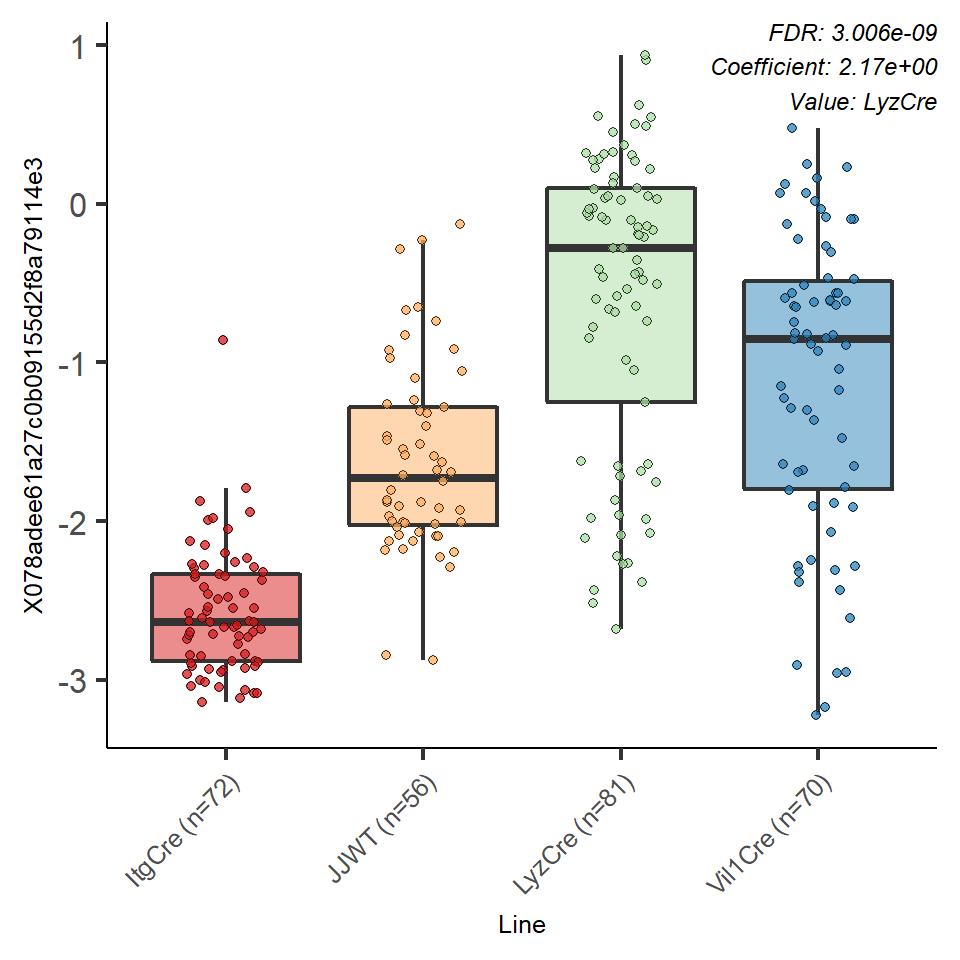 FDR: 3.006e-09
Coefficient: 2.17e+00
Value: LyzCre
X078adee61a27c0b09155d2f8a79114e3
1
0
-1
-2
-3
ItgCre (n=72)
JJWT (n=56)
LyzCre (n=81)
Vil1Cre (n=70)
Line